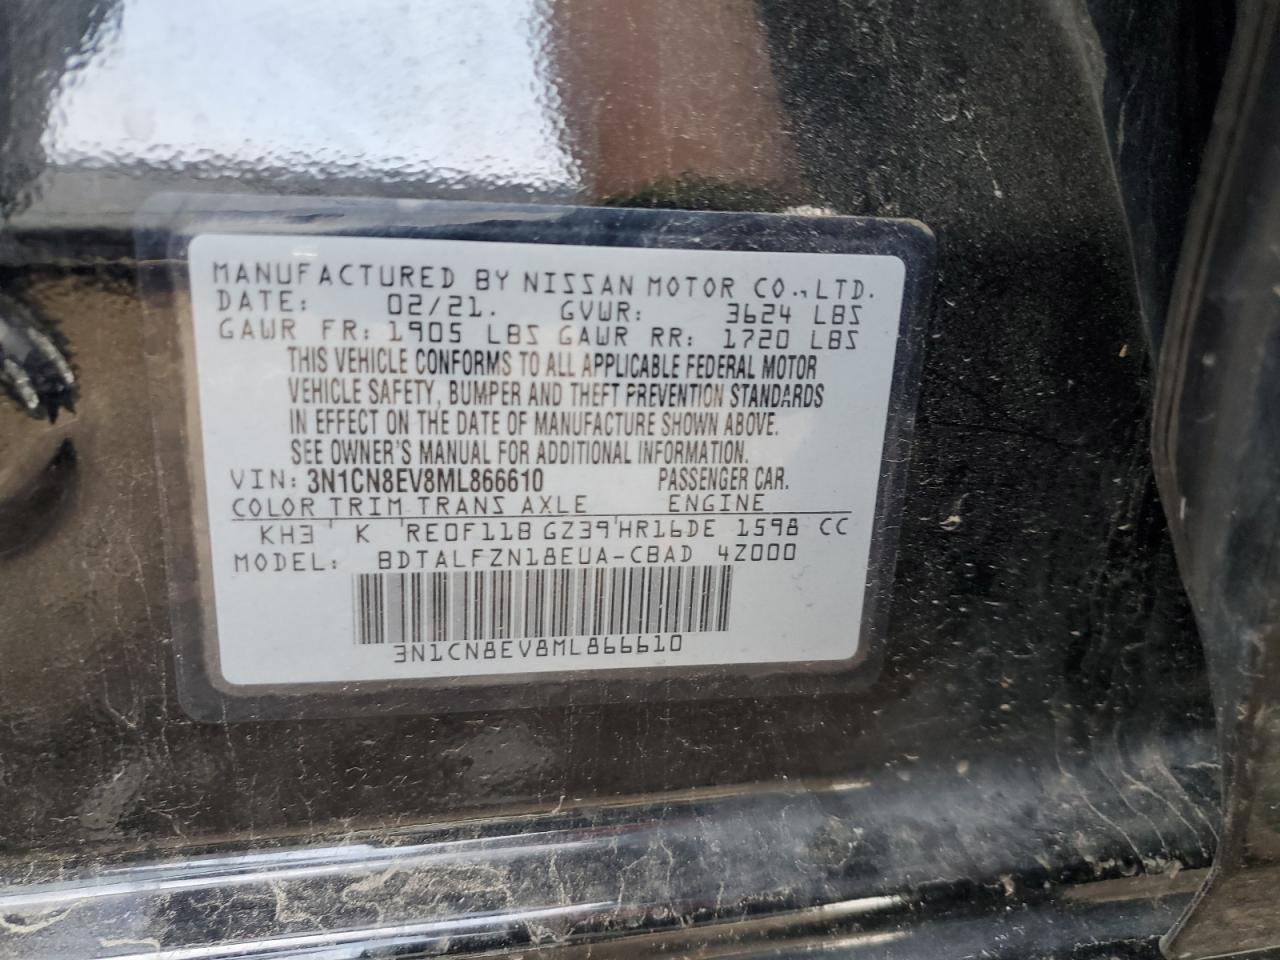 MANUFACTURED BY NISSAN MOTOR CO., LTD.
DATE: 02/21. GVWR: 3624 LBS
GAWR FR: 1905 LBS GAWR RR: 1720 LBS
THIS VEHICLE CONFORMS TO ALL APPLICABLE FEDERAL MOTOR
VEHICLE SAFETY, BUMPER AND THEFT PREVENTION STANDARDS
IN EFFECT ON THE DATE OF MANUFACTURE SHOWN ABOVE.
SEE OWNER'S MANUAL FOR ADDITIONAL INFORMATION.
VIN: 3N1CN8EV8ML866610 PASSENGER CAR.
COLOR TRIM TRANS AXLE ENGINE
KH3 K RE0F11B GZ39 HR16DE 1598 CC
MODEL: BDTALFZN18EUA-CBAD 4Z000
3N1CN8EV8ML866610